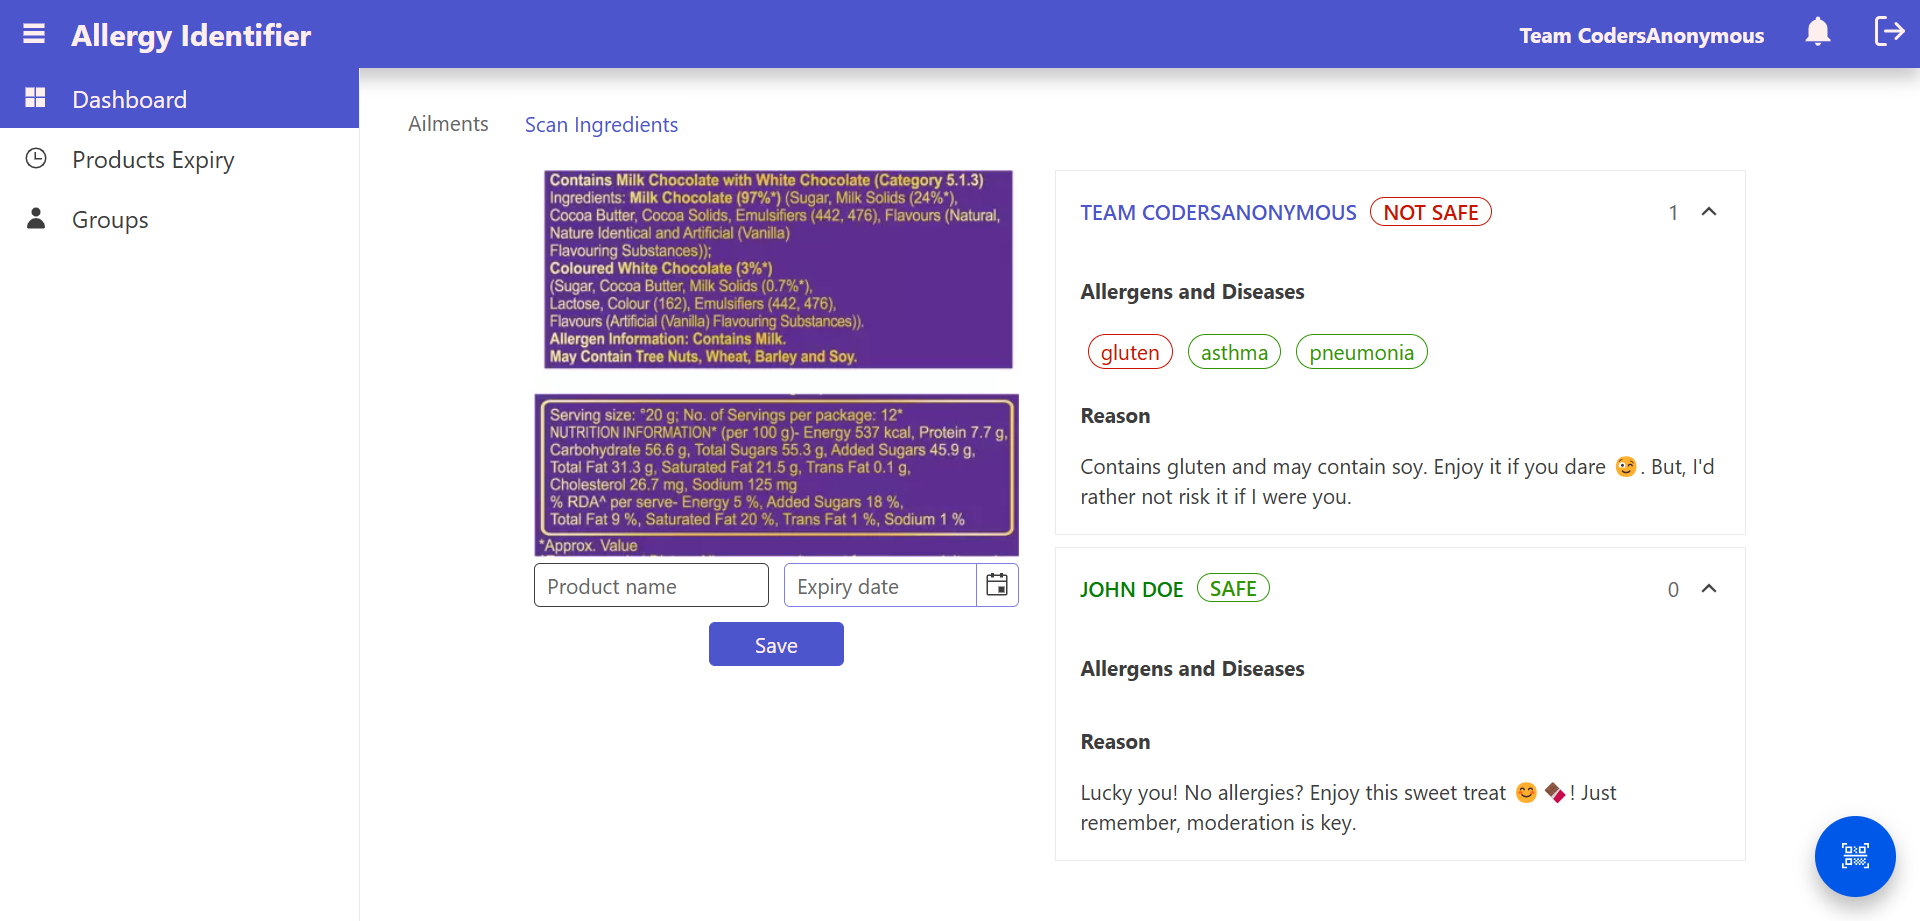 Allergy Identifier
Team CodersAnonymous
Dashboard
Products Expiry
Groups
Ailments
Scan Ingredients
Contains Milk Chocolate with White Chocolate (Category 5.1.3)
Ingredients: Milk Chocolate (97%*) (Sugar, Milk Solids (24%*),
Cocoa Butter, Cocoa Solids, Emulsifiers (442, 476), Flavours (Natural,
Nature Identical and Artificial (Vanilla)
Flavouring Substances));
Coloured White Chocolate (3%*)
(Sugar, Cocoa Butter, Milk Solids (0.7%*),
Lactose, Colour (162), Emulsifiers (442, 476),
Flavours (Artificial (Vanilla) Flavouring Substances)).
Allergen Information: Contains Milk.
May Contain Tree Nuts, Wheat, Barley and Soy.
Serving size: °20 g; No. of Servings per package: 12*
NUTRITION INFORMATION* (per 100 g)- Energy 537 kcal, Protein 7.7 g,
Carbohydrate 56.6 g, Total Sugars 55.3 g, Added Sugars 45.9 g,
Total Fat 31.3 g, Saturated Fat 21.5 g, Trans Fat 0.1 g,
Cholesterol 26.7 mg, Sodium 125 mg
% RDA^ per serve- Energy 5 %, Added Sugars 18 %,
Total Fat 9 %, Saturated Fat 20 %, Trans Fat 1 %, Sodium 1 %
*Approx. Value
Product name
Expiry date
Save
TEAM CODERSANONYMOUS NOT SAFE 1
Allergens and Diseases
gluten asthma pneumonia
Reason
Contains gluten and may contain soy. Enjoy it if you dare 😉. But, I'd
rather not risk it if I were you.
JOHN DOE SAFE 0
Allergens and Diseases
Reason
Lucky you! No allergies? Enjoy this sweet treat 😊 🍫! Just
remember, moderation is key.